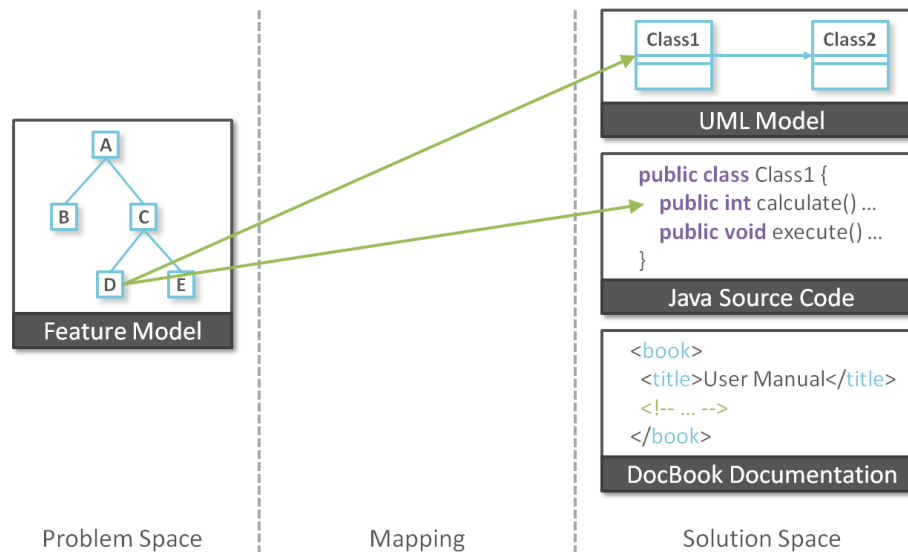 A
B
C
D
E
Feature Model
Problem Space
Mapping
Class1
Class2
UML Model
public class Class1 {
public int calculate() ...
public void execute() ...
}
Java Source Code
<book>
<title>User Manual</title>
<!-- ... -->
</book>
DocBook Documentation
Solution Space